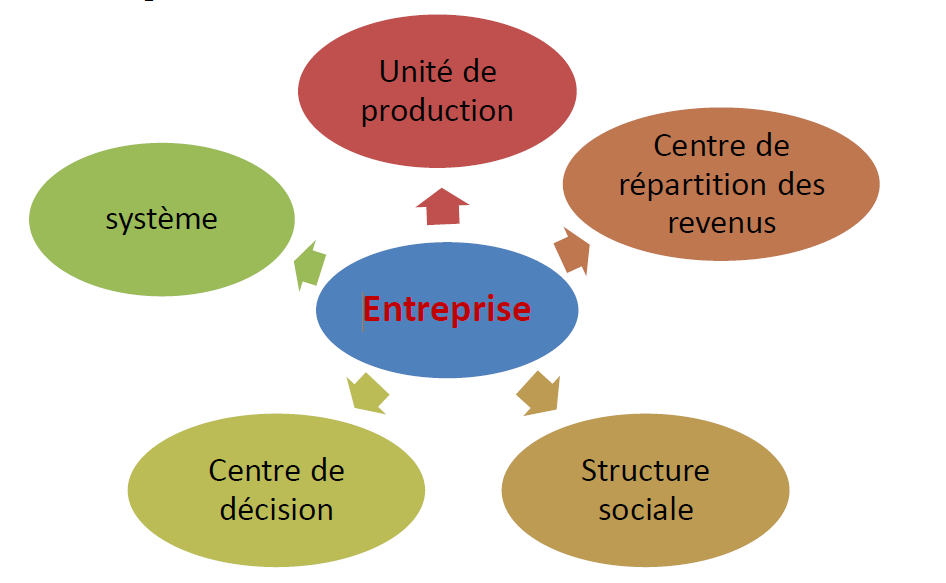 Unité de
production
Centre de
répartition des
revenus
système
Entreprise
Centre de
décision
Structure
sociale